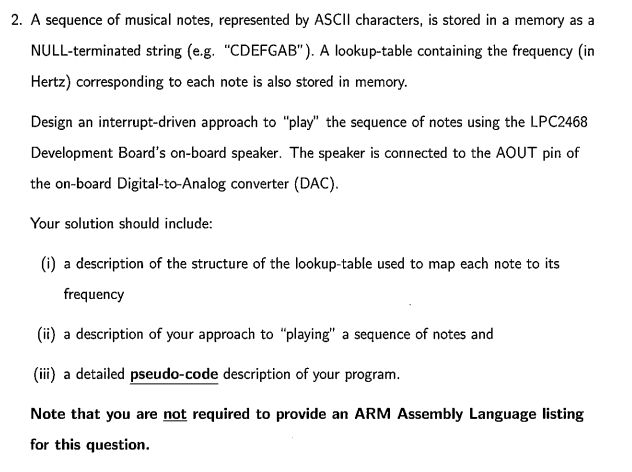 2. A sequence of musical notes, represented by ASCII characters, is stored in a memory as a
NULL-terminated string (e.g. "CDEFGAB"). A lookup-table containing the frequency (in
Hertz) corresponding to each note is also stored in memory.
Design an interrupt-driven approach to "play" the sequence of notes using the LPC2468
Development Board's on-board speaker. The speaker is connected to the AOUT pin of
the on-board Digital-to-Analog converter (DAC).
Your solution should include:
(i) a description of the structure of the lookup-table used to map each note to its
frequency
(ii) a description of your approach to "playing" a sequence of notes and
(iii) a detailed pseudo-code description of your program.
Note that you are not required to provide an ARM Assembly Language listing
for this question.